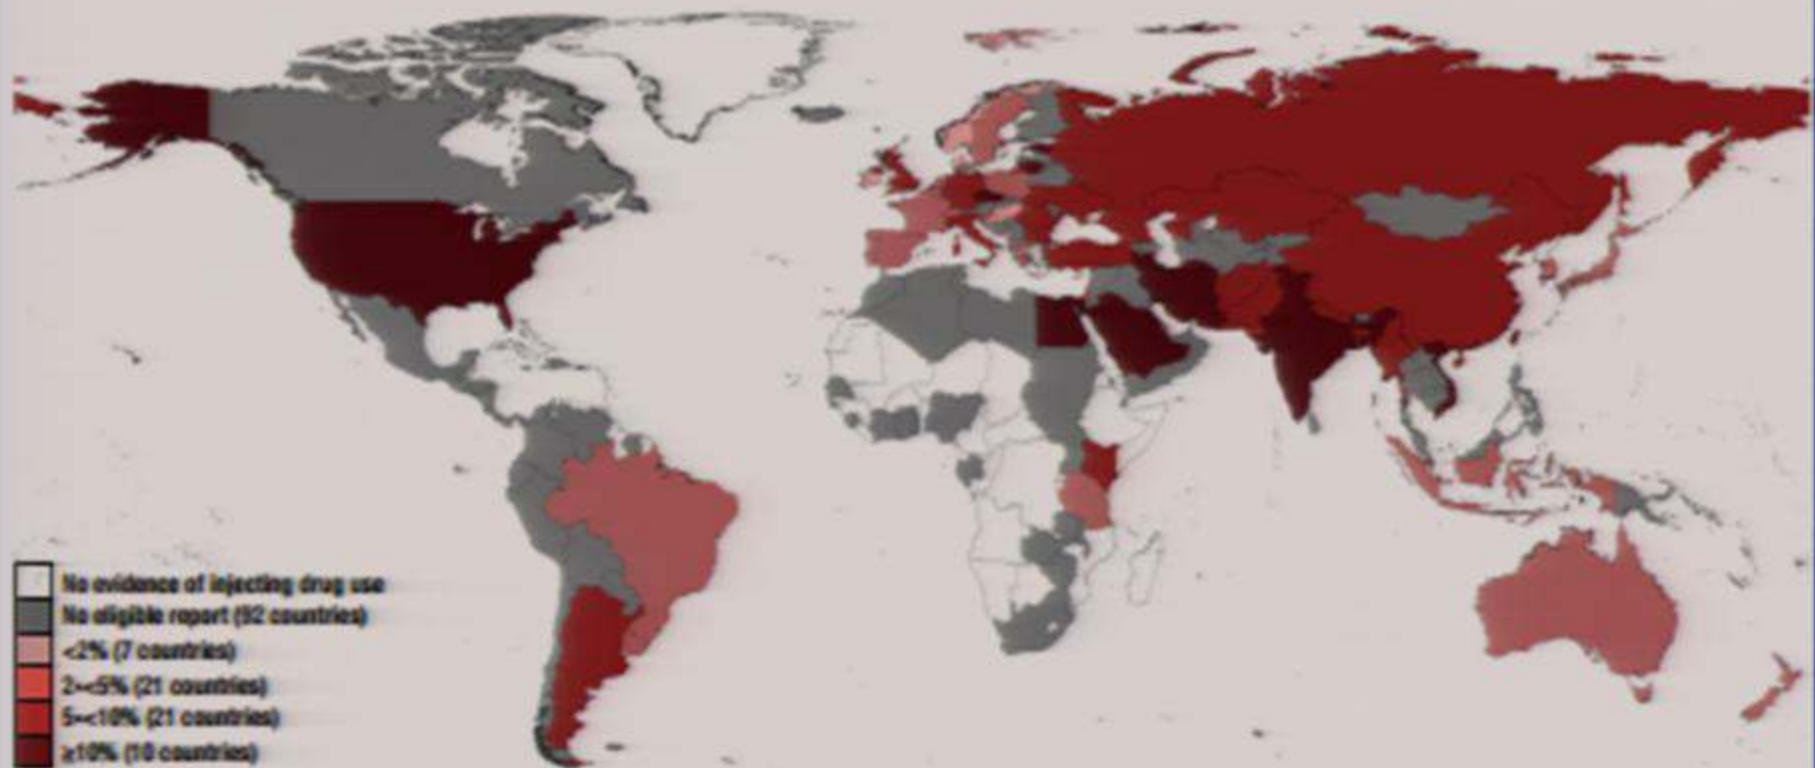 No evidence of injecting drug use
No eligible report (92 countries)
<2% (7 countries)
2-<5% (21 countries)
5-<10% (21 countries)
≥10% (10 countries)